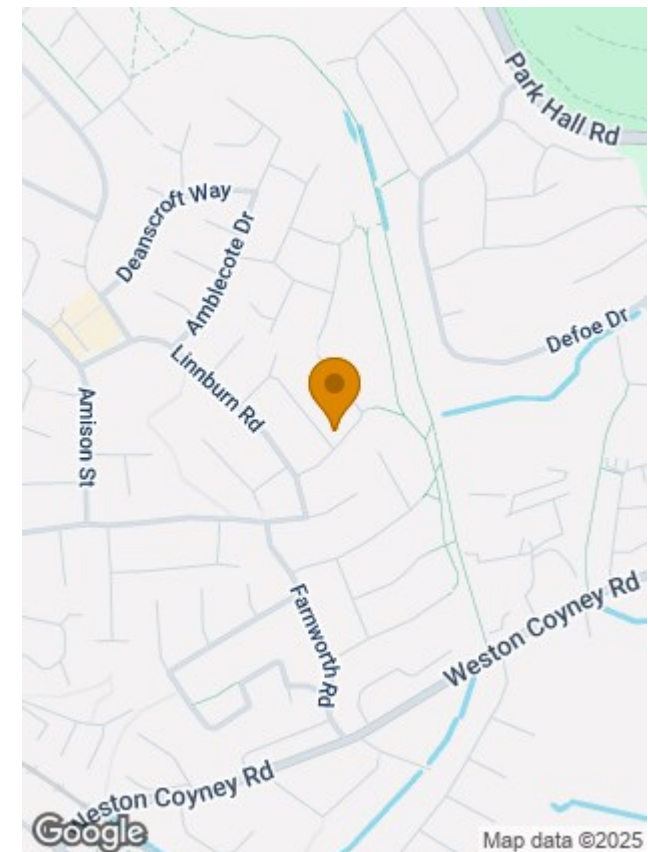 Park Hall Rd
Deanscroft Way
Amblecote Dr
Defoe Dr
Linnburn Rd
Amison St
Farnworth Rd
Weston Coyney Rd
Weston Coyney Rd
Google
Map data ©2025